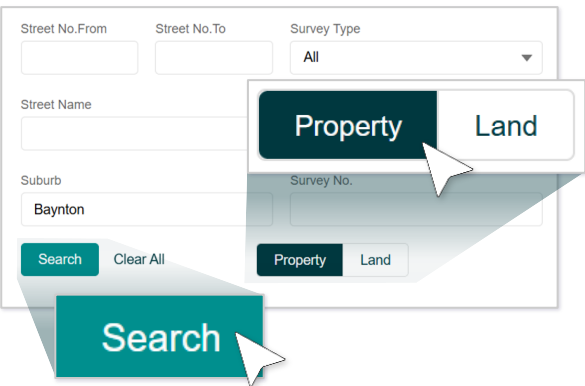 Street No.From Street No.To Survey Type
All
Street Name
Property Land
Suburb Survey No.
Baynton
Search Clear All Property Land
Search